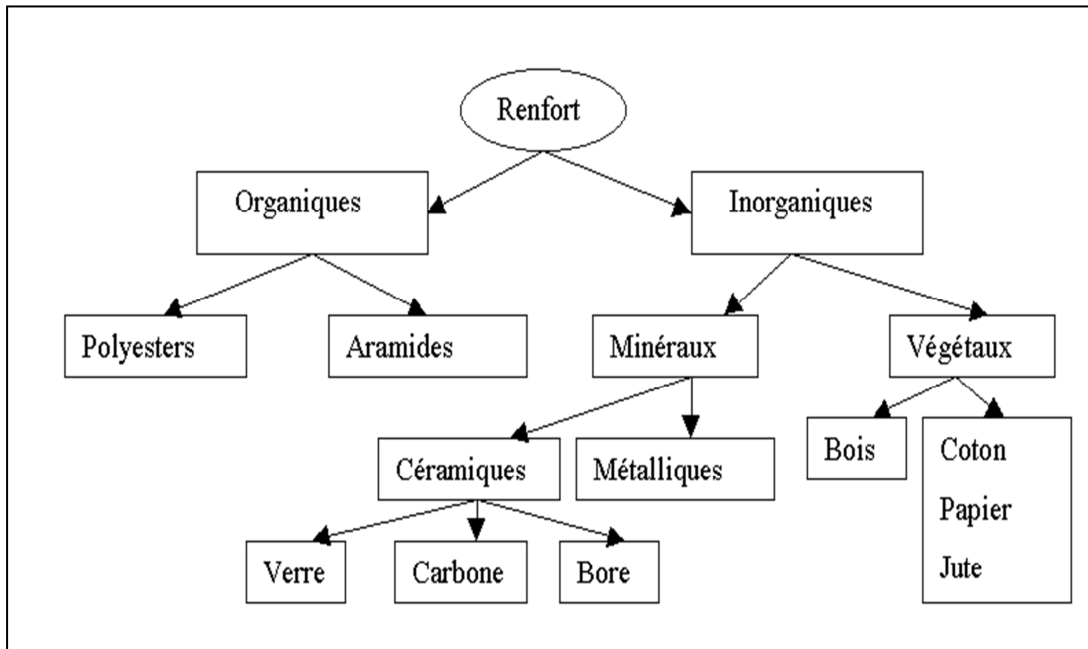 Renfort
Organiques
Inorganiques
Polyesters
Aramides
Minéraux
Végétaux
Céramiques
Métalliques
Bois
Coton
Papier
Jute
Verre
Carbone
Bore